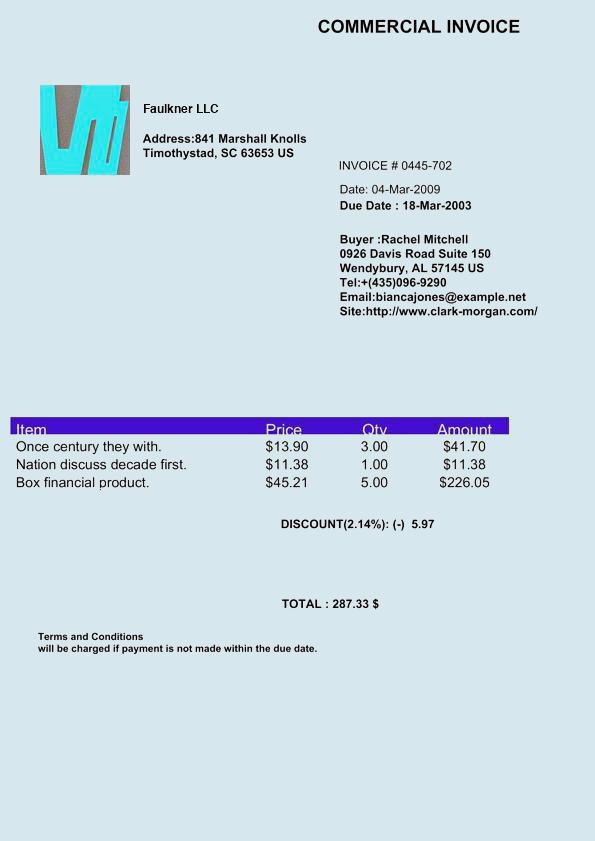 COMMERCIAL INVOICE
Faulkner LLC
Address:841 Marshall Knolls
Timothystad, SC 63653 US
INVOICE # 0445-702
Date: 04-Mar-2009
Due Date : 18-Mar-2003
Buyer :Rachel Mitchell
0926 Davis Road Suite 150
Wendybury, AL 57145 US
Tel:+(435)096-9290
Email:biancajones@example.net
Site:http://www.clark-morgan.com/
Item Price Qty Amount
Once century they with. $13.90 3.00 $41.70
Nation discuss decade first. $11.38 1.00 $11.38
Box financial product. $45.21 5.00 $226.05
DISCOUNT(2.14%): (-) 5.97
TOTAL : 287.33 $
Terms and Conditions
will be charged if payment is not made within the due date.